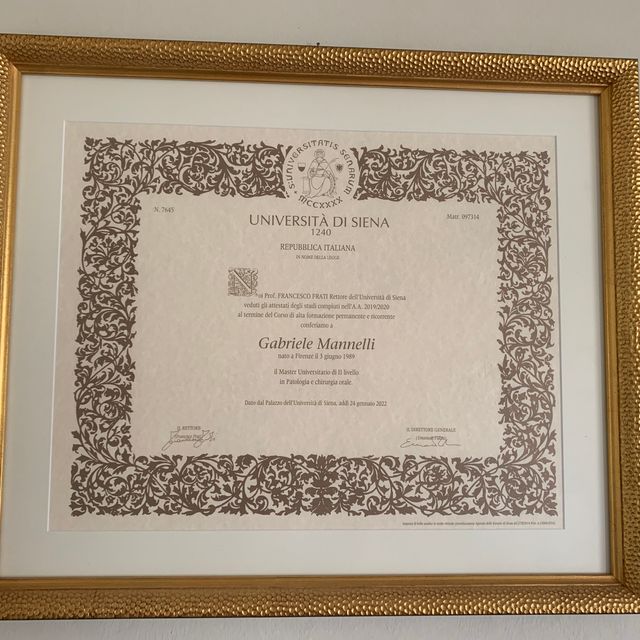 S·UNIVERSITATIS SENARUM
MCCXXXX
N. 7645
Matr. 097314
UNIVERSITÀ DI SIENA
1240
REPUBBLICA ITALIANA
IN NOME DELLA LEGGE
Noi Prof. FRANCESCO FRATI Rettore dell'Università di Siena
veduti gli attestati degli studi compiuti nell'A.A. 2019/2020
al termine del Corso di alta formazione permanente e ricorrente
conferiamo a
Gabriele Mannelli
nato a Firenze il 3 giugno 1989
il Master Universitario di II livello
in Patologia e chirurgia orale.
Dato dal Palazzo dell'Università di Siena, addì 24 gennaio 2022
IL RETTORE
IL DIRETTORE GENERALE